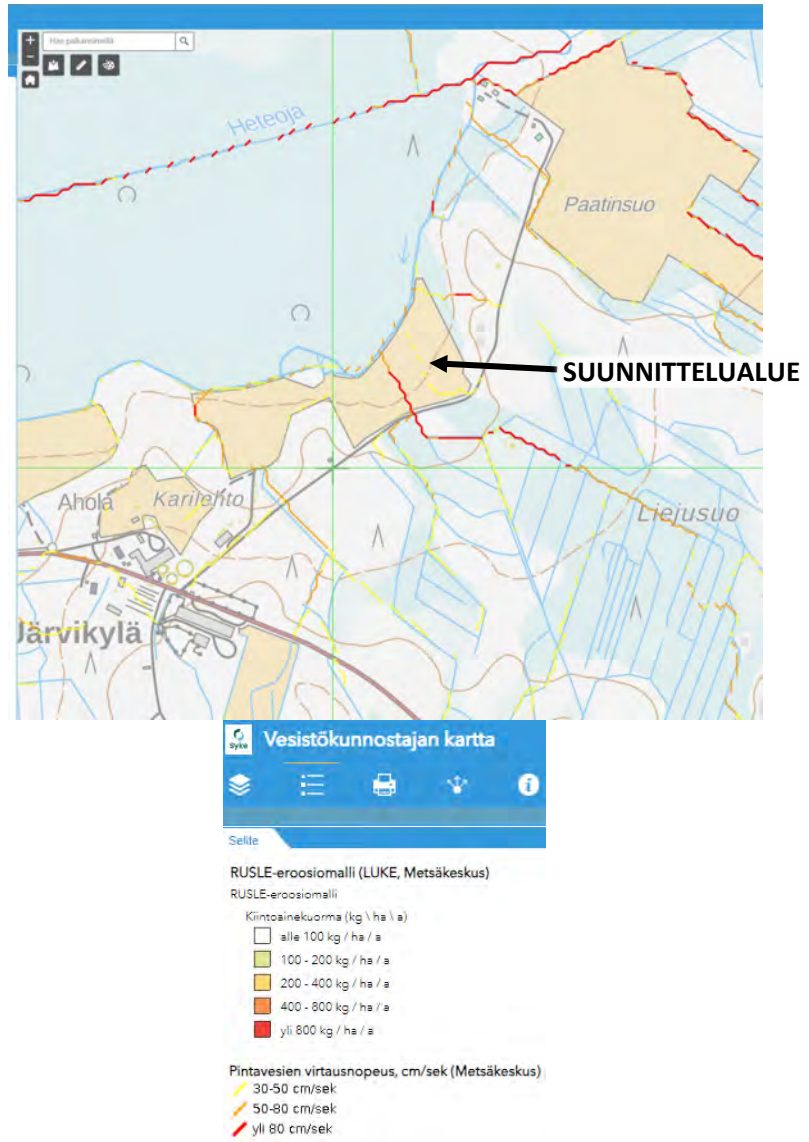 Hae paikannimellä
Heteoja
Paatinsuo
SUUNNITTELUALUE
Ahola
Karilehto
Liejusuo
Järvikylä
Syke
Vesistökunnostajan kartta
Selite
RUSLE-eroosiomalli (LUKE, Metsäkeskus)
RUSLE-eroosiomalli
Kiintoainekuorma (kg \ ha \ a)
alle 100 kg / ha / a
100 - 200 kg / ha / a
200 - 400 kg / ha / a
400 - 800 kg / ha / a
yli 800 kg / ha / a
Pintavesien virtausnopeus, cm/sek (Metsäkeskus)
30-50 cm/sek
50-80 cm/sek
yli 80 cm/sek